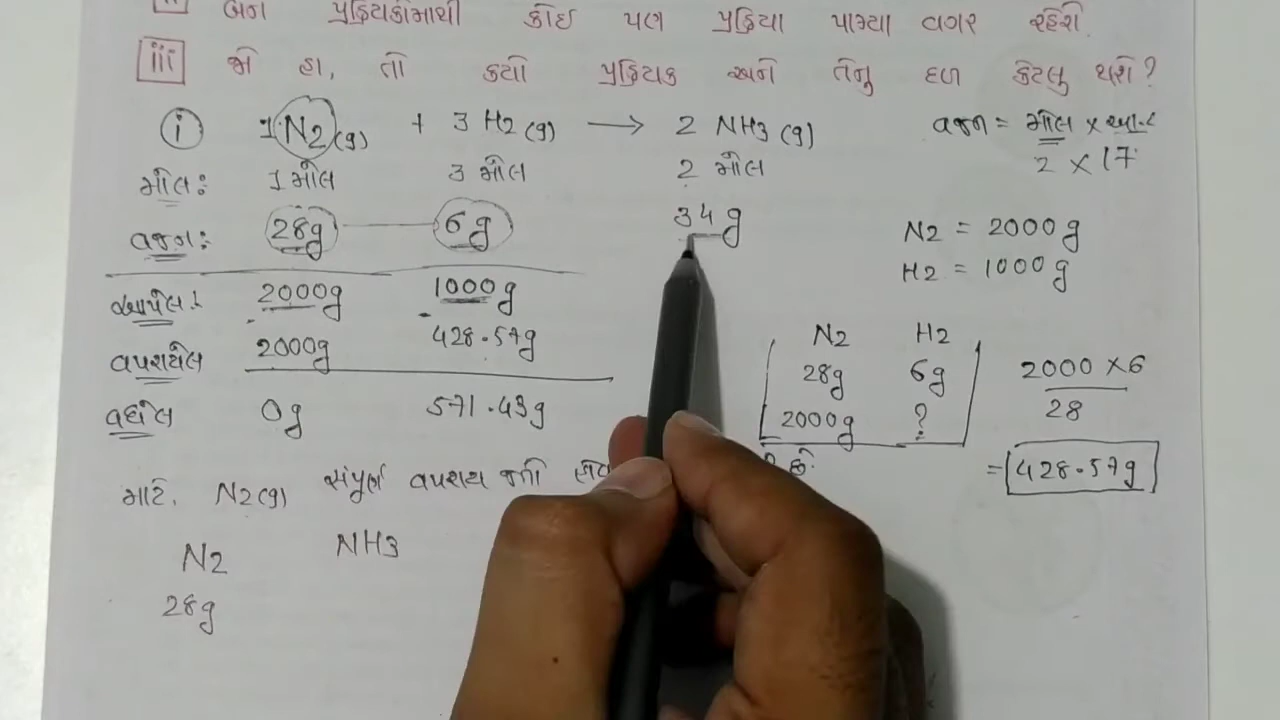 બંને પ્રક્રિયકોમાંથી કોઈ પણ પ્રક્રિયા પામ્યા વગર રહેશે.
iii જો હા, તો કયો પ્રક્રિયક અને તેનું દળ કેટલુ થશે?
i 1 N2(g) + 3 H2(g) → 2 NH3(g)
મોલ: 1 મોલ 3 મોલ 2 મોલ
વજન: 28g 6g 34g
આપેલ: 2000g 1000g
વપરાયેલ 2000g 428.57g
વધેલ 0g 571.43g
માટે, N2(g) સંપૂર્ણ વપરાય જતી
N2 NH3
28g
વજન = મોલ ×
2 × 17
N2 = 2000g
H2 = 1000g
N2 H2
28g 6g
2000g ?
2000 × 6
28
= 428.57g